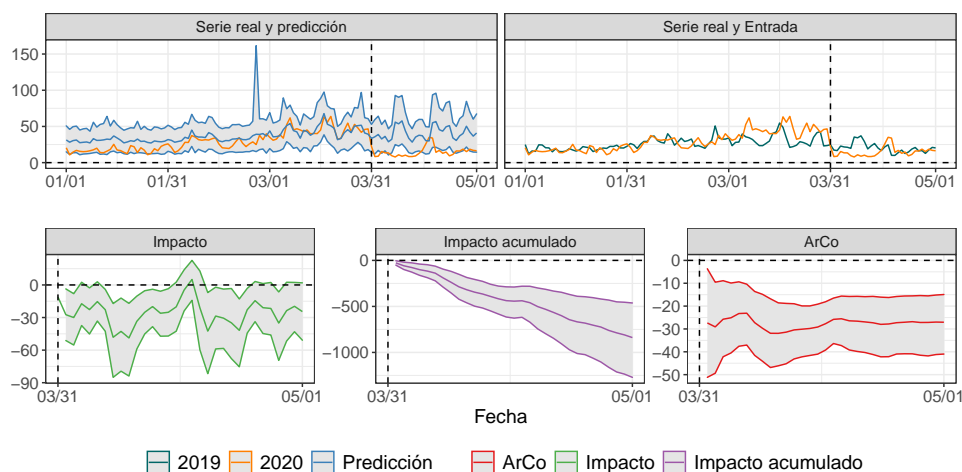 Serie real y predicción
Serie real y Entrada
150
100
50
0
01/01 01/31 03/01 03/31 05/01
01/01 01/31 03/01 03/31 05/01
Impacto
Impacto acumulado
ArCo
0
−30
−60
−90
03/31 05/01
0
−500
−1000
03/31 05/01
0
−10
−20
−30
−40
−50
03/31 05/01
Fecha
2019 2020 Predicción ArCo Impacto Impacto acumulado